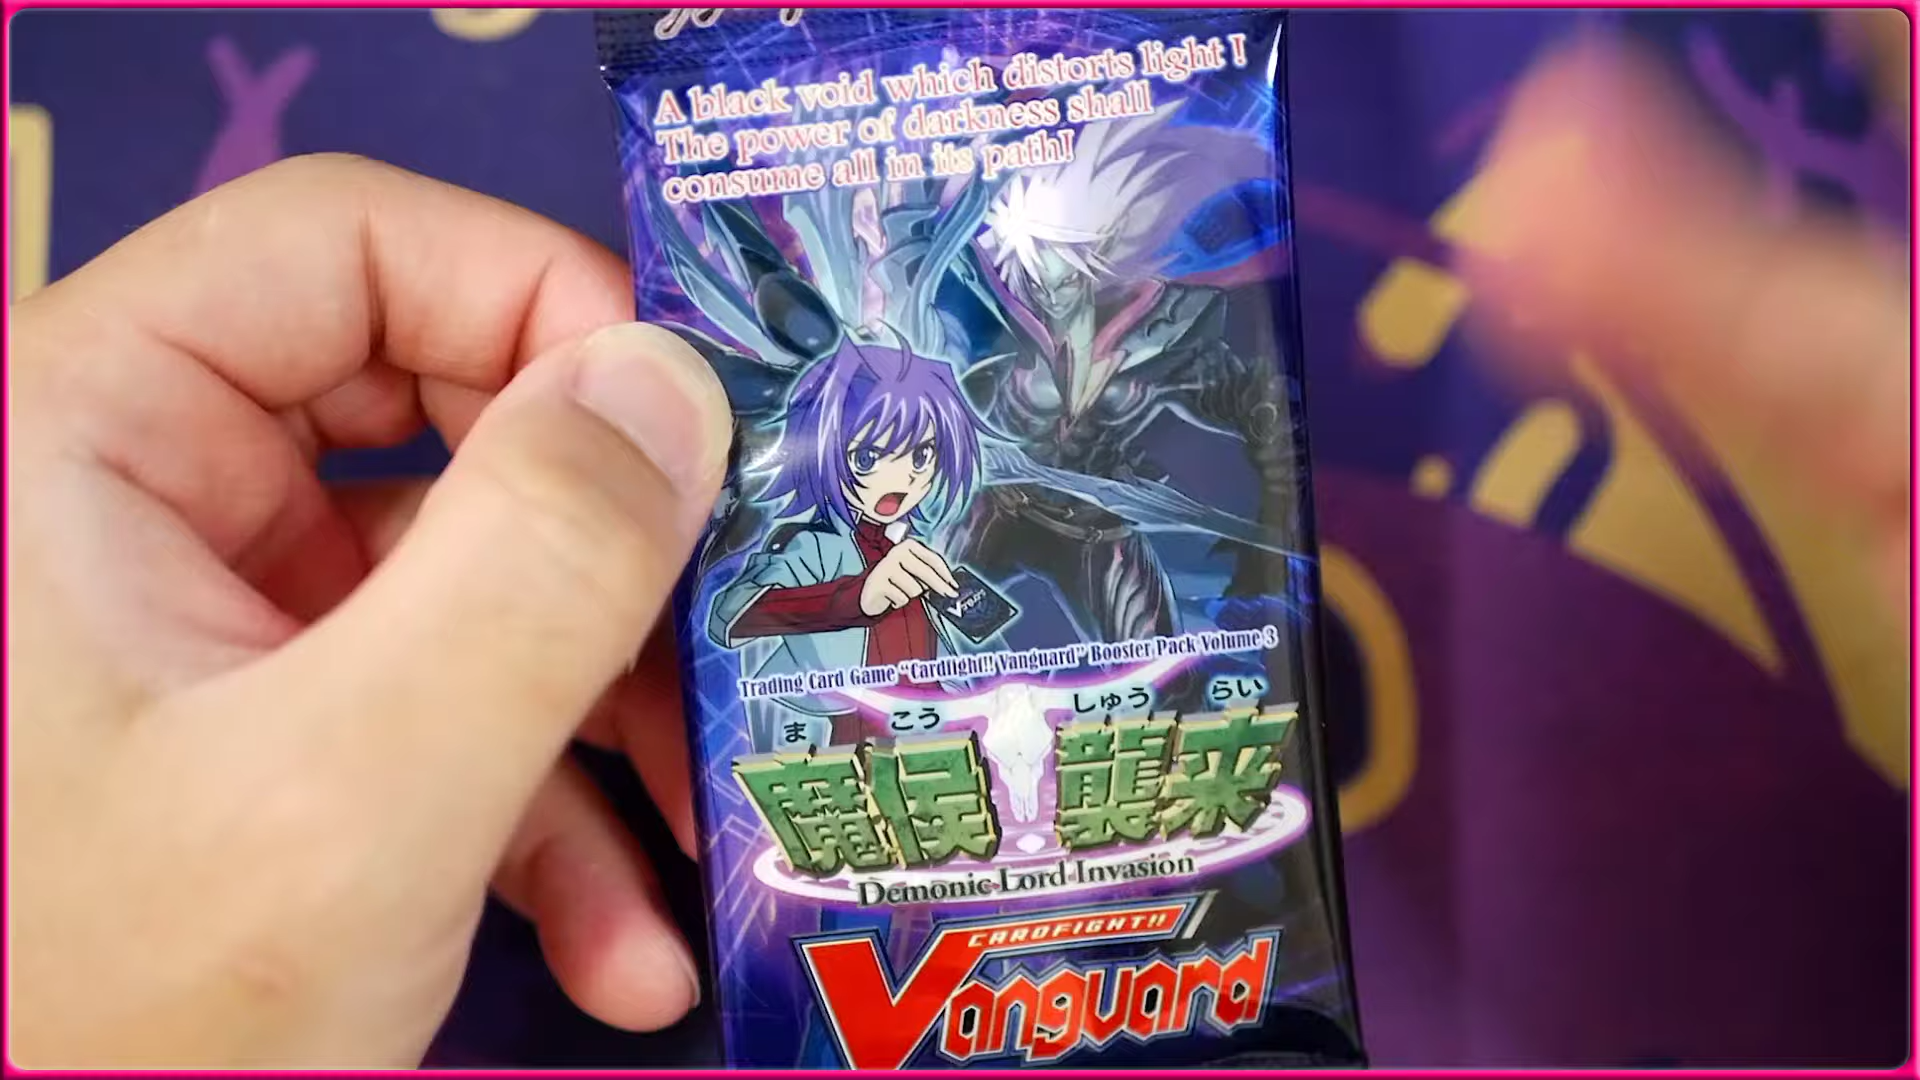 A black void which distorts light !
The power of darkness shall
consume all in its path!
Trading Card Game “Cardfight!! Vanguard” Booster Pack Volume 3
ま こう しゅう らい
魔侯襲来
Demonic Lord Invasion
CARDFIGHT!!
Vanguard